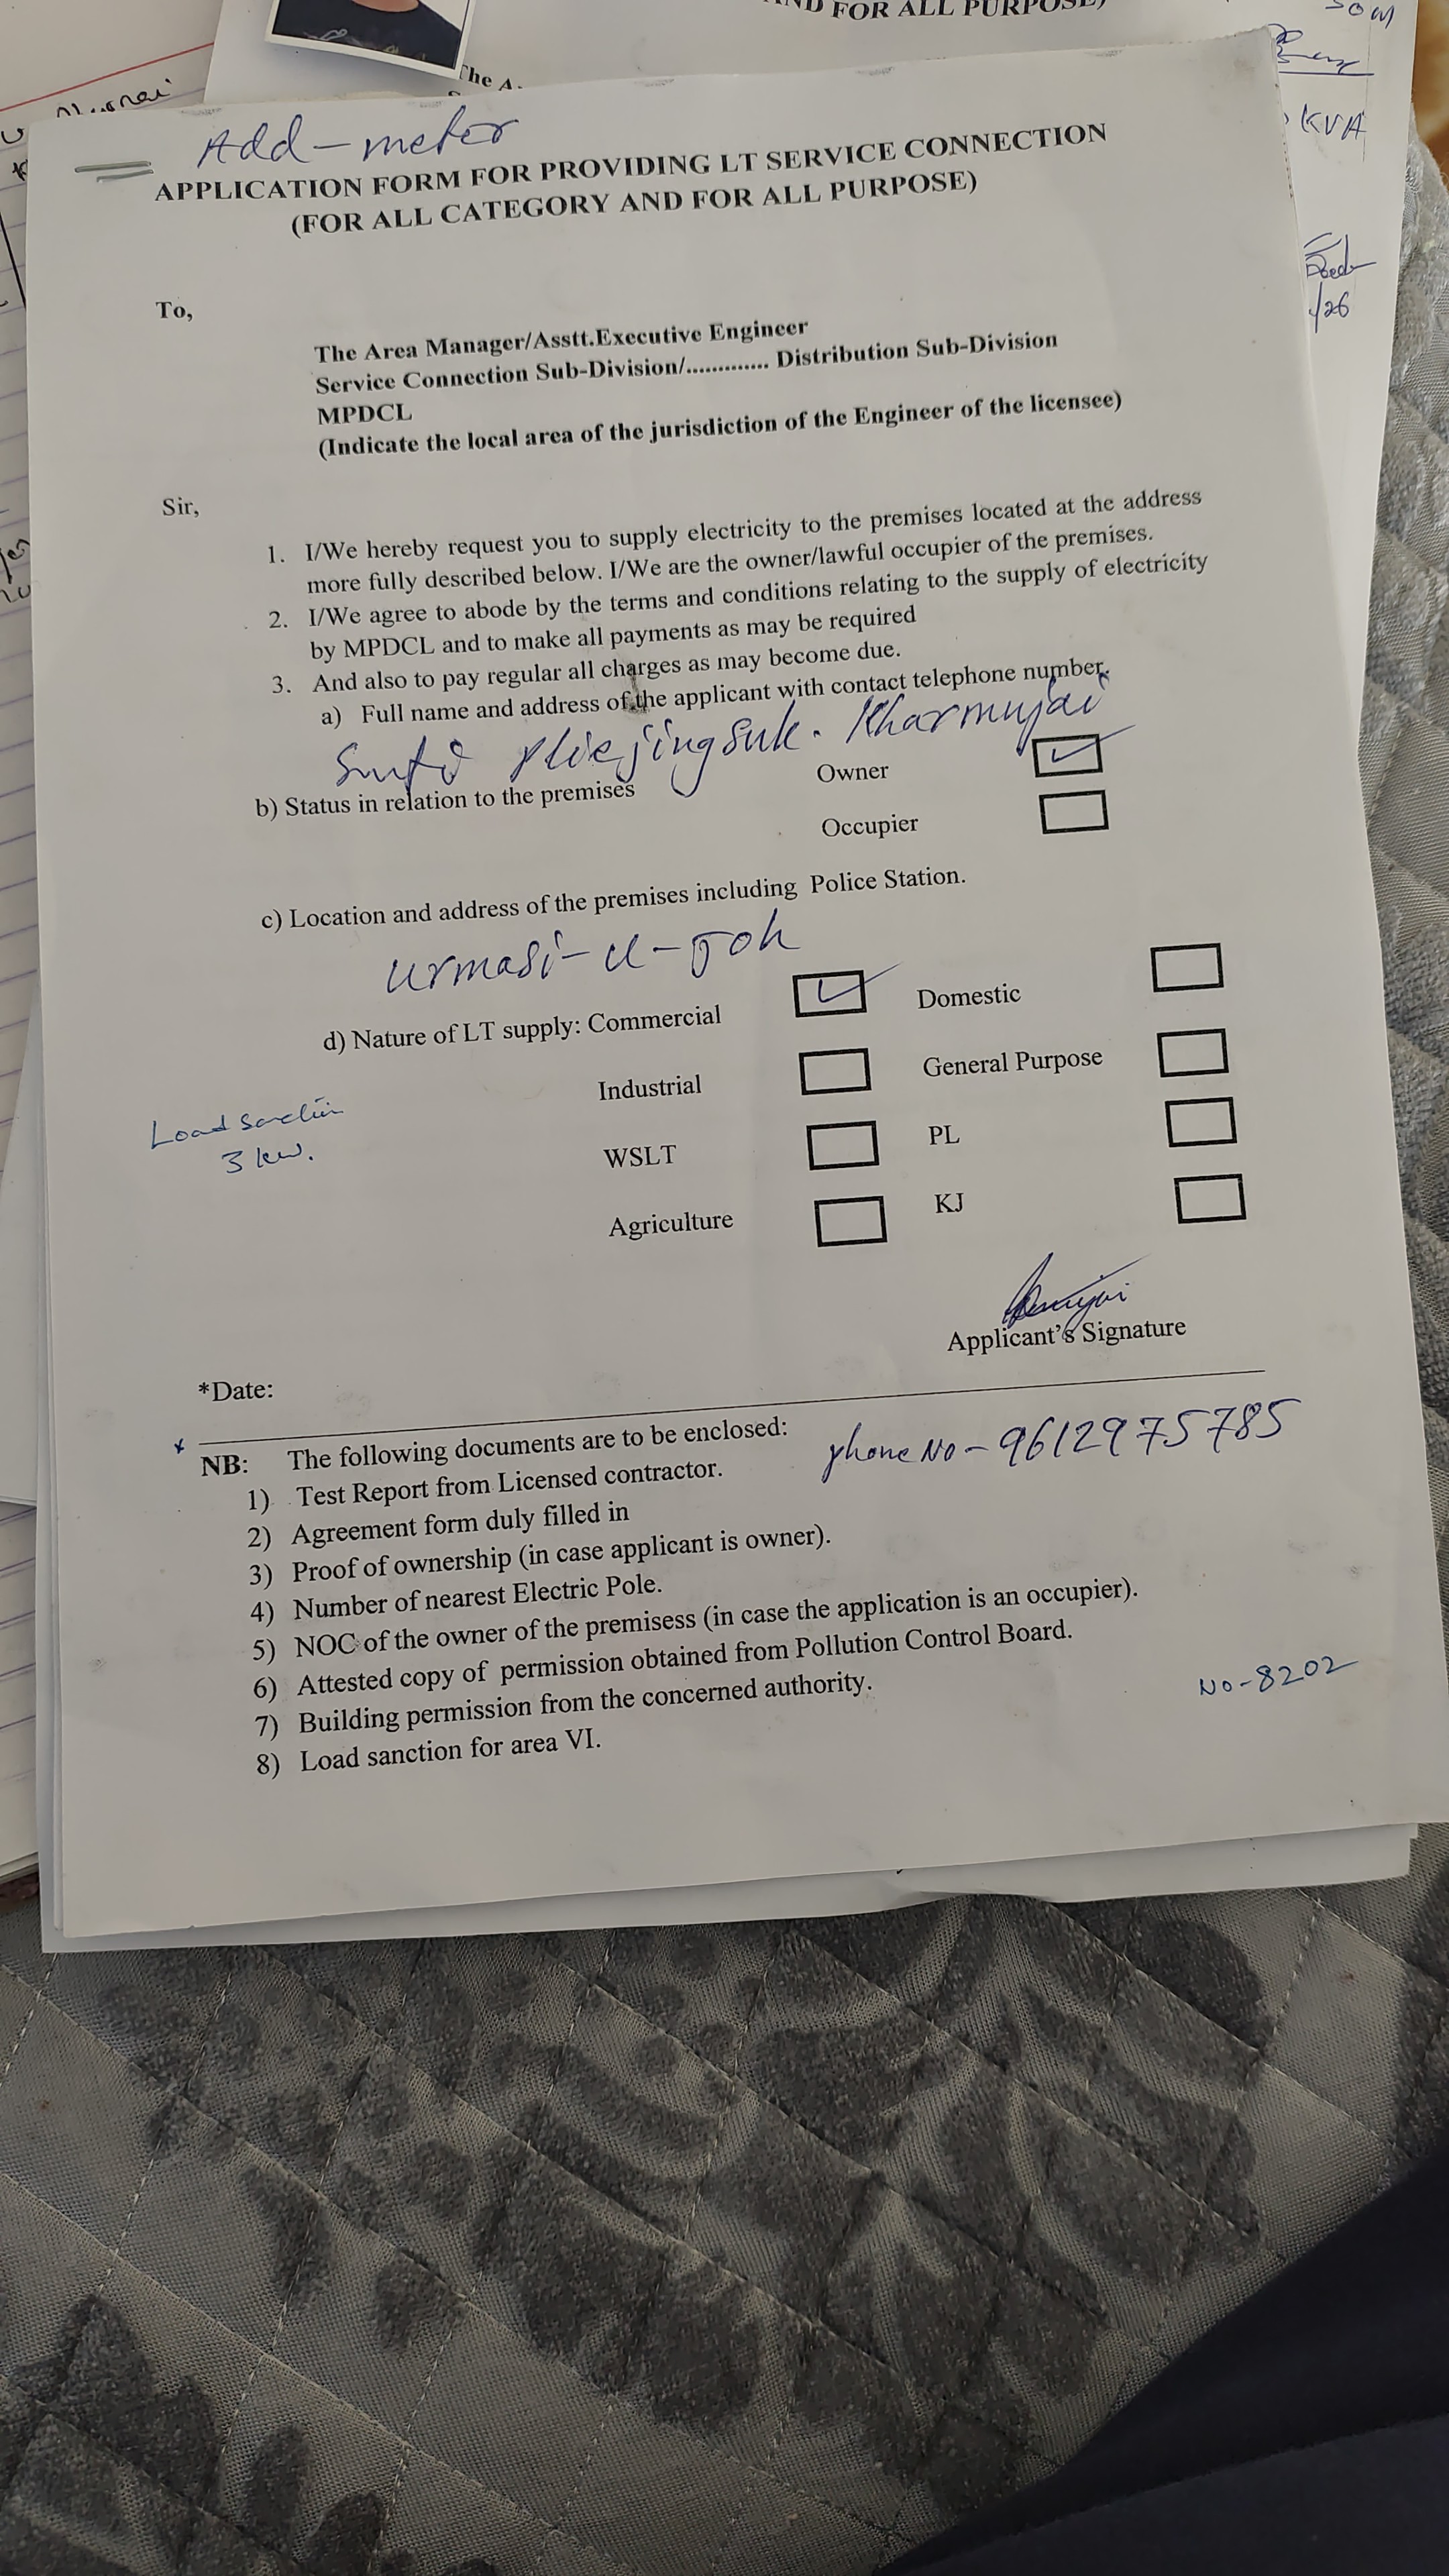 AND FOR ALL PURPOSE)
The A.
KVA
/26
Add-meter
APPLICATION FORM FOR PROVIDING LT SERVICE CONNECTION
(FOR ALL CATEGORY AND FOR ALL PURPOSE)
To,
The Area Manager/Asstt.Executive Engineer
Service Connection Sub-Division/............. Distribution Sub-Division
MPDCL
(Indicate the local area of the jurisdiction of the Engineer of the licensee)
Sir,
1. I/We hereby request you to supply electricity to the premises located at the address
more fully described below. I/We are the owner/lawful occupier of the premises.
2. I/We agree to abode by the terms and conditions relating to the supply of electricity
by MPDCL and to make all payments as may be required
3. And also to pay regular all charges as may become due.
a) Full name and address of the applicant with contact telephone number.
Kharmujai
b) Status in relation to the premises Owner
Occupier
c) Location and address of the premises including Police Station.
urmasi-u-Joh
d) Nature of LT supply: Commercial Domestic
Industrial General Purpose
Load sanction
3 kw.
WSLT PL
Agriculture KJ
Applicant's Signature
*Date:
NB: The following documents are to be enclosed:
phone No - 9612975785
1) Test Report from Licensed contractor.
2) Agreement form duly filled in
3) Proof of ownership (in case applicant is owner).
4) Number of nearest Electric Pole.
5) NOC of the owner of the premisess (in case the application is an occupier).
6) Attested copy of permission obtained from Pollution Control Board.
7) Building permission from the concerned authority.
No-8202
8) Load sanction for area VI.